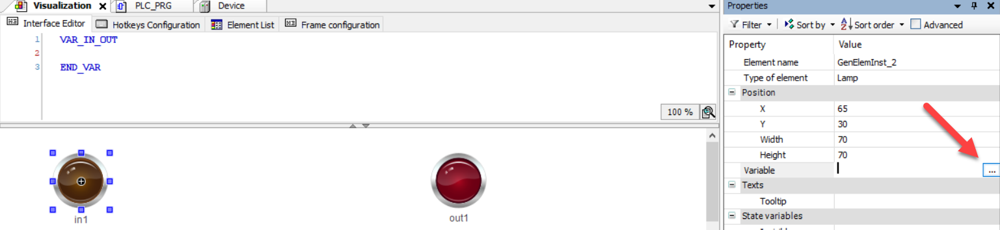 Visualization PLC_PRG Device
Interface Editor Hotkeys Configuration Element List Frame configuration
1 VAR_IN_OUT
2
3 END_VAR
100 %
in1 out1
Properties
Filter Sort by Sort order Advanced
Property Value
Element name GenElemInst_2
Type of element Lamp
Position
X 65
Y 30
Width 70
Height 70
Variable ...
Texts
Tooltip
State variables